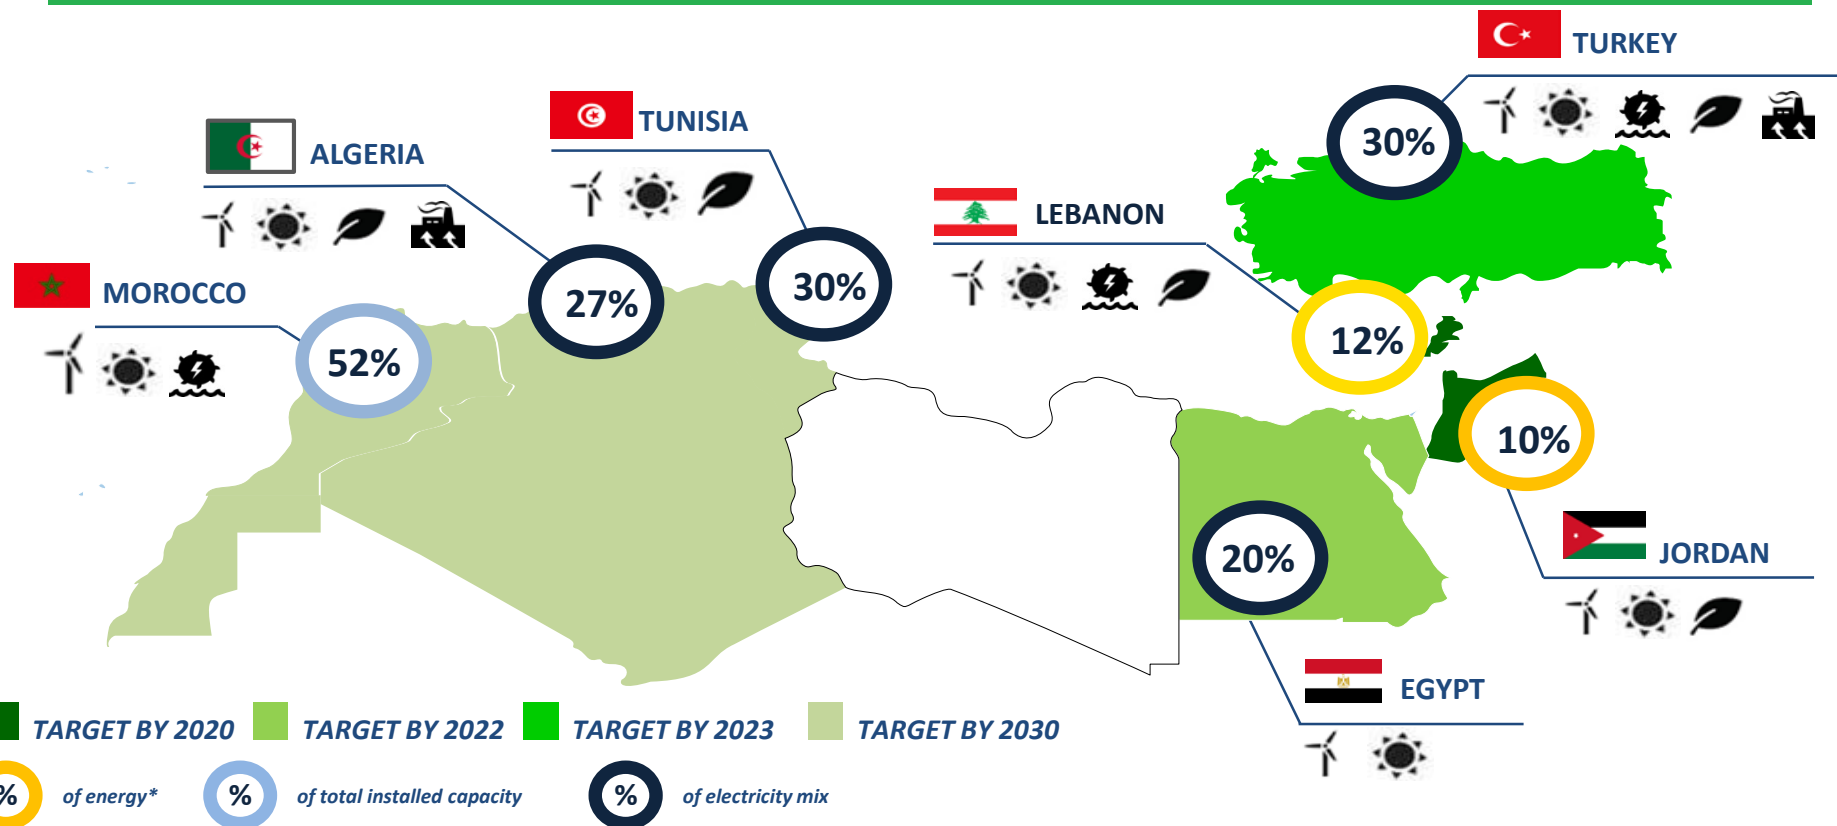 TURKEY
30%
TUNISIA
30%
ALGERIA
27%
LEBANON
12%
MOROCCO
52%
10%
JORDAN
20%
EGYPT
TARGET BY 2020
TARGET BY 2022
TARGET BY 2023
TARGET BY 2030
% of energy*
% of total installed capacity
% of electricity mix